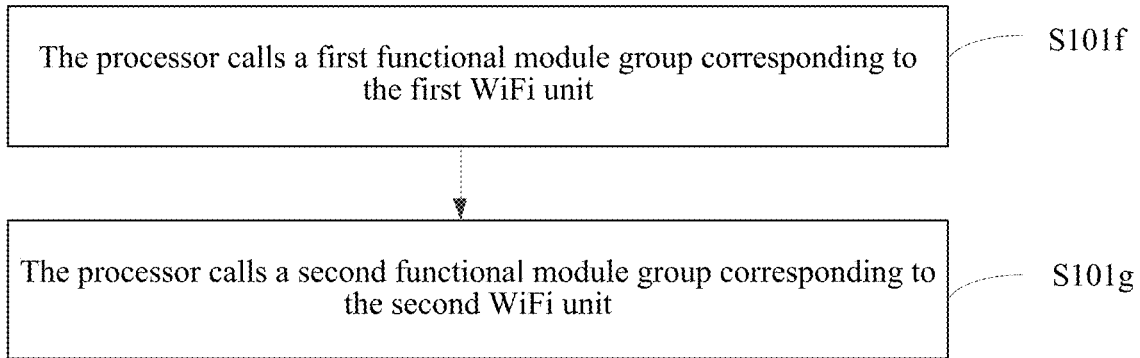 The processor calls a first functional module group corresponding to
the first WiFi unit
S101f
The processor calls a second functional module group corresponding to
the second WiFi unit
S101g